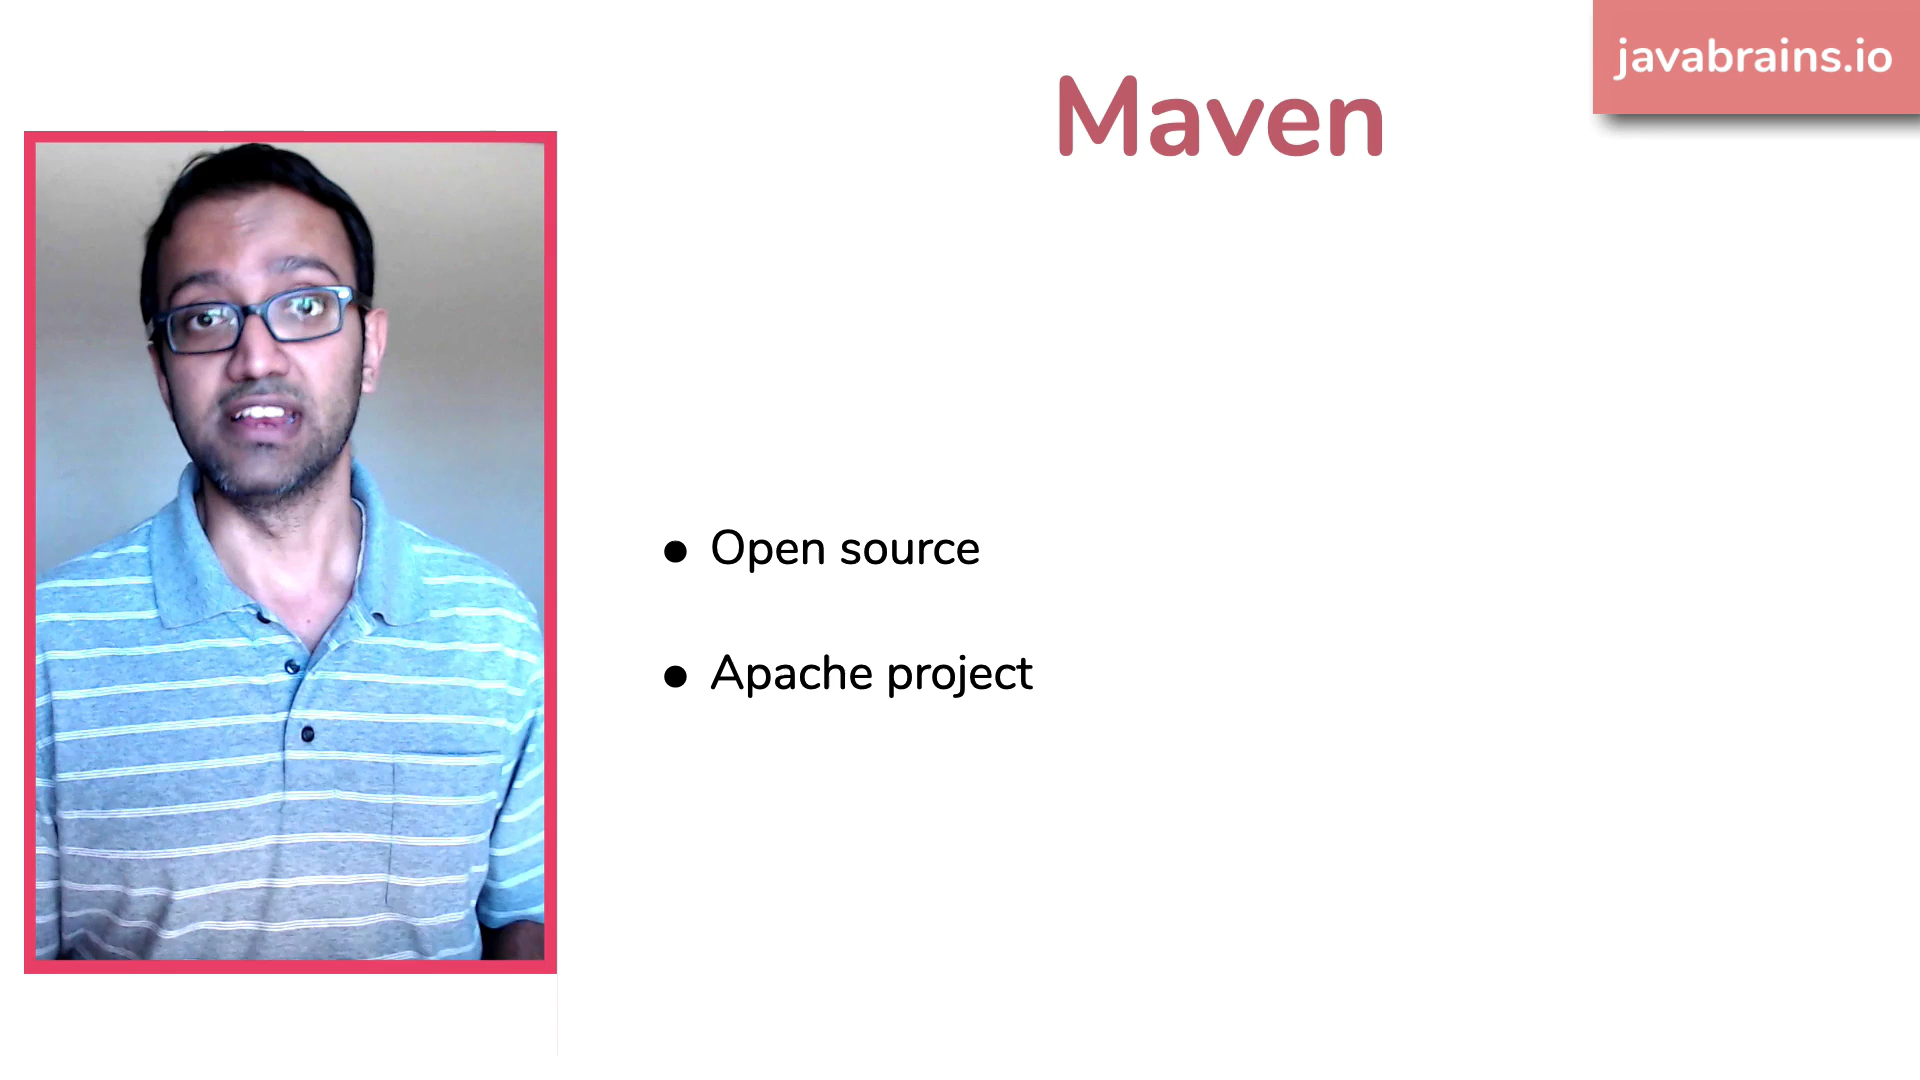 javabrains.io
Maven
• Open source
• Apache project